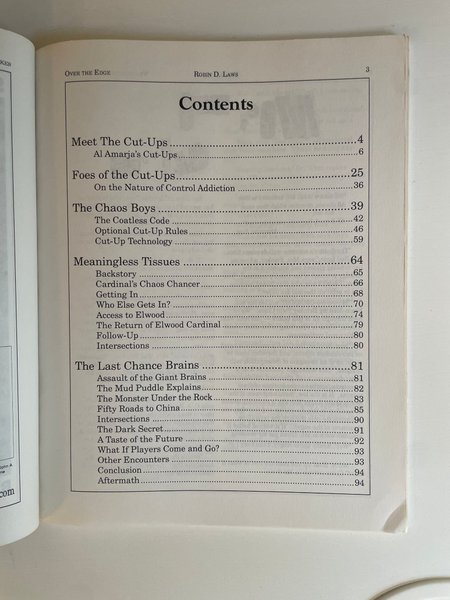 OVER THE EDGE ROBIN D. LAWS 3
Contents
Meet The Cut-Ups 4
Al Amarja's Cut-Ups 6
Foes of the Cut-Ups 25
On the Nature of Control Addiction 36
The Chaos Boys 39
The Coatless Code 42
Optional Cut-Up Rules 46
Cut-Up Technology 59
Meaningless Tissues 64
Backstory 65
Cardinal's Chaos Chancer 66
Getting In 68
Who Else Gets In? 70
Access to Elwood 74
The Return of Elwood Cardinal 79
Follow-Up 80
Intersections 80
The Last Chance Brains 81
Assault of the Giant Brains 81
The Mud Puddle Explains 82
The Monster Under the Rock 83
Fifty Roads to China 85
Intersections 90
The Dark Secret 91
A Taste of the Future 92
What If Players Come and Go? 93
Other Encounters 93
Conclusion 94
Aftermath 94
.com